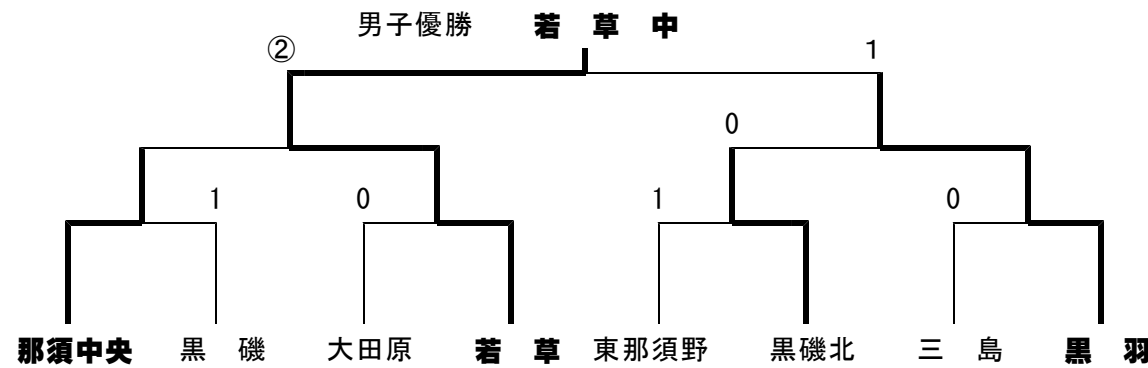 男子優勝　若　草　中
②　1
0
1　0　1　0
那須中央　黒　磯　大田原　若　草　東那須野　黒磯北　三　島　黒　羽